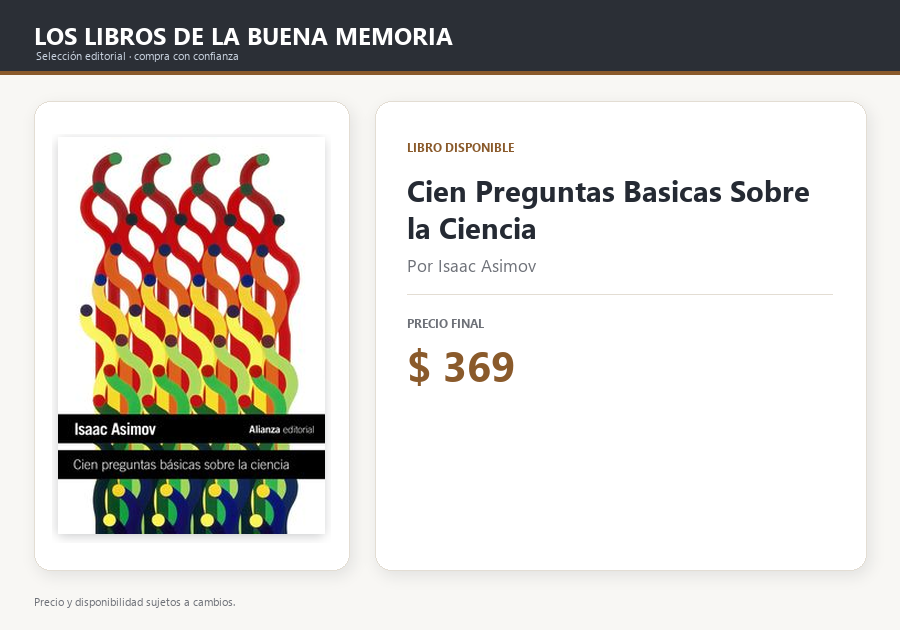 LOS LIBROS DE LA BUENA MEMORIA
Selección editorial · compra con confianza
Isaac Asimov
Alianza editorial
Cien preguntas básicas sobre la ciencia
LIBRO DISPONIBLE
Cien Preguntas Basicas Sobre
la Ciencia
Por Isaac Asimov
PRECIO FINAL
$ 369
Precio y disponibilidad sujetos a cambios.